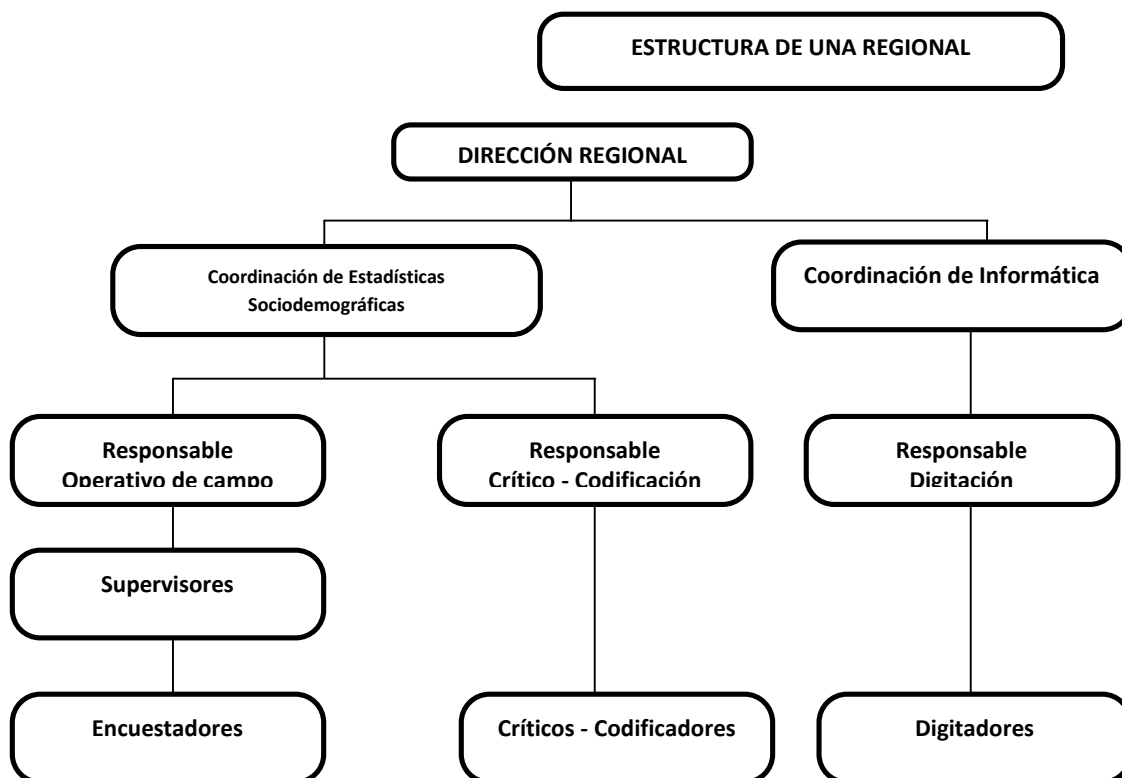 ESTRUCTURA DE UNA REGIONAL
DIRECCIÓN REGIONAL
Coordinación de Estadísticas
Sociodemográficas
Coordinación de Informática
Responsable
Operativo de campo
Responsable
Crítico - Codificación
Responsable
Digitación
Supervisores
Encuestadores
Críticos - Codificadores
Digitadores